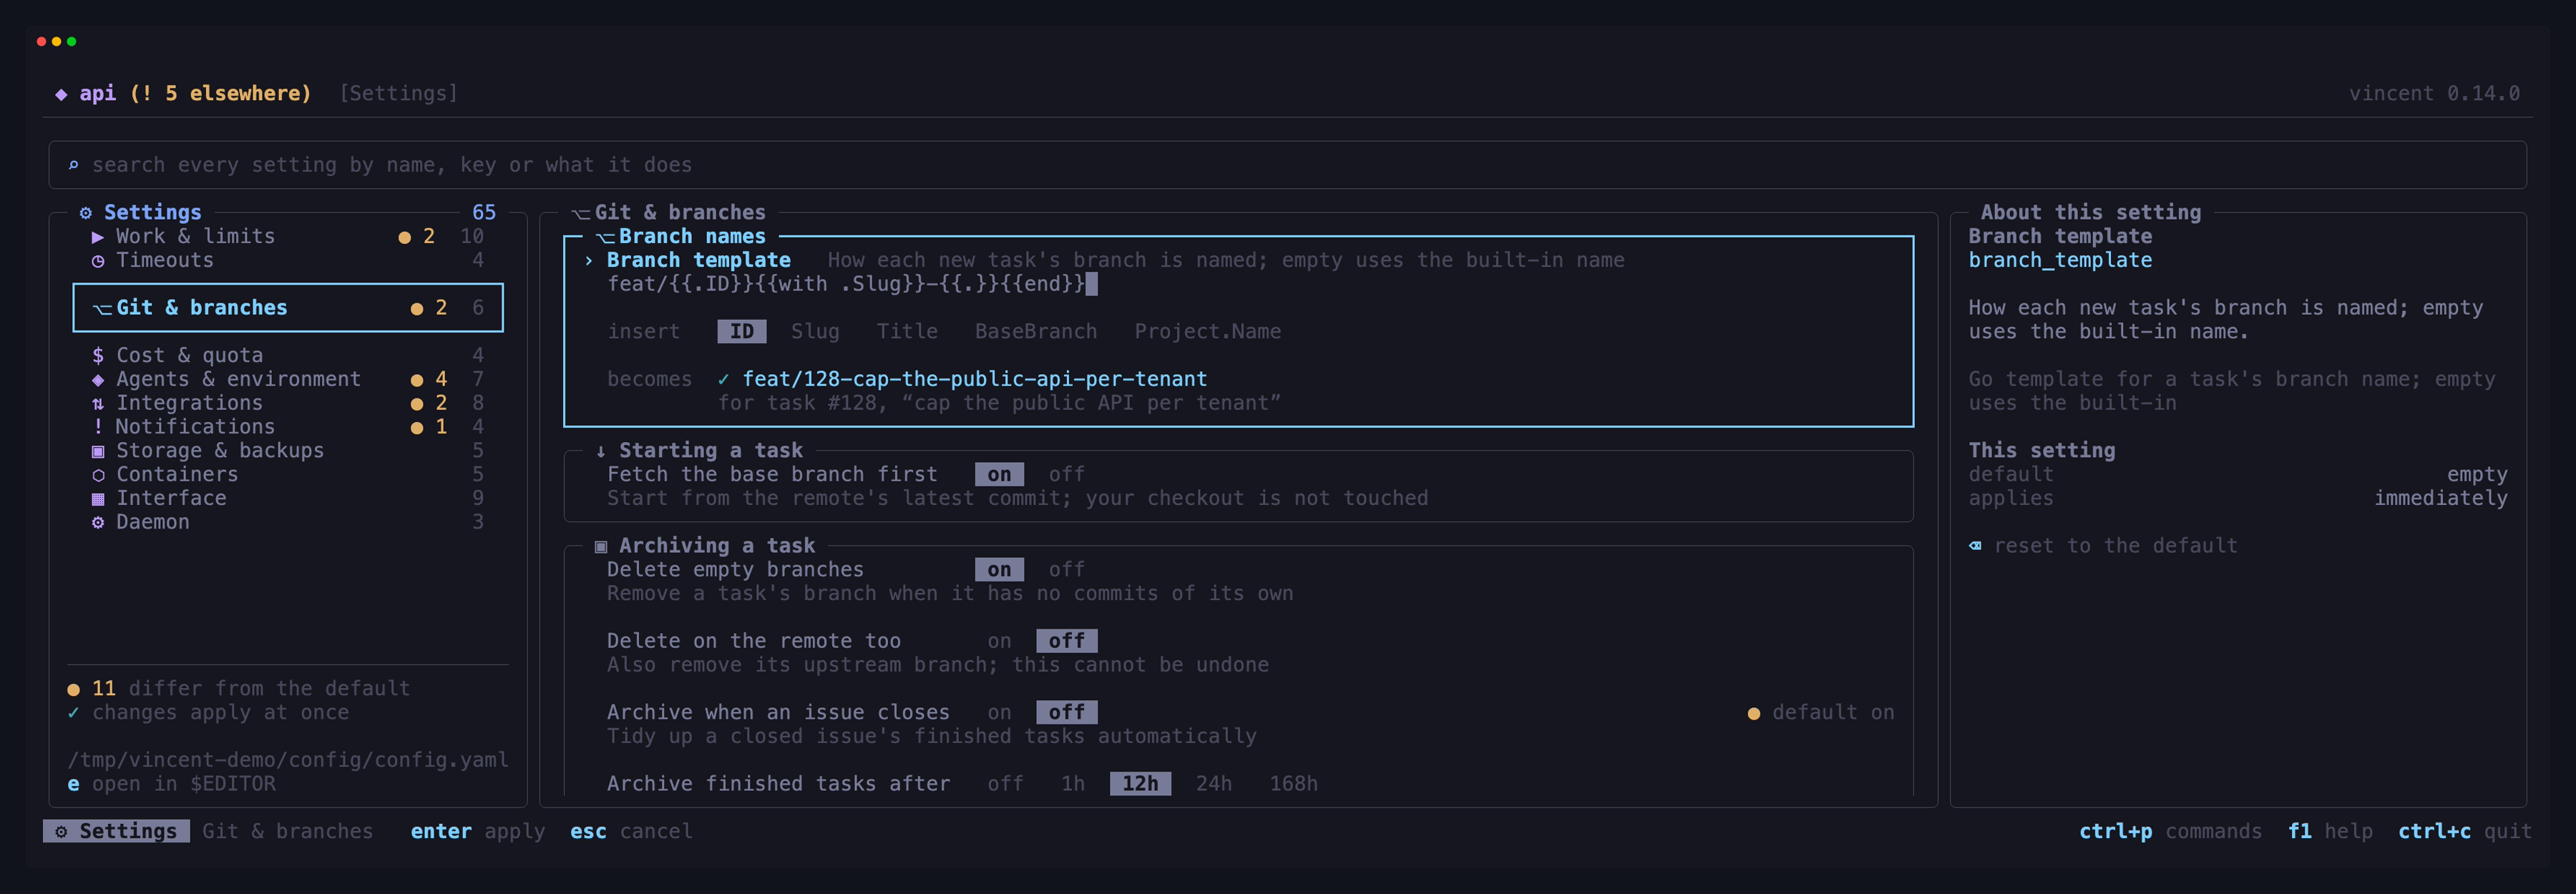 ◆ api (! 5 elsewhere) [Settings] vincent 0.14.0
⌕ search every setting by name, key or what it does
⚙ Settings 65
▶ Work & limits ● 2 10
◷ Timeouts 4
⌥ Git & branches ● 2 6
$ Cost & quota 4
◈ Agents & environment ● 4 7
⇅ Integrations ● 2 8
! Notifications ● 1 4
▣ Storage & backups 5
⬡ Containers 5
▦ Interface 9
⚙ Daemon 3
● 11 differ from the default
✓ changes apply at once
/tmp/vincent-demo/config/config.yaml
e open in $EDITOR
⌥ Git & branches
⌥ Branch names
› Branch template How each new task's branch is named; empty uses the built-in name
feat/{{.ID}}{{with .Slug}}-{{.}}{{end}}
insert ID Slug Title BaseBranch Project.Name
becomes ✓ feat/128-cap-the-public-api-per-tenant
for task #128, “cap the public API per tenant”
↓ Starting a task
Fetch the base branch first on off
Start from the remote's latest commit; your checkout is not touched
▣ Archiving a task
Delete empty branches on off
Remove a task's branch when it has no commits of its own
Delete on the remote too on off
Also remove its upstream branch; this cannot be undone
Archive when an issue closes on off ● default on
Tidy up a closed issue's finished tasks automatically
Archive finished tasks after off 1h 12h 24h 168h
About this setting
Branch template
branch_template
How each new task's branch is named; empty
uses the built-in name.
Go template for a task's branch name; empty
uses the built-in
This setting
default empty
applies immediately
⌫ reset to the default
⚙ Settings Git & branches enter apply esc cancel ctrl+p commands f1 help ctrl+c quit